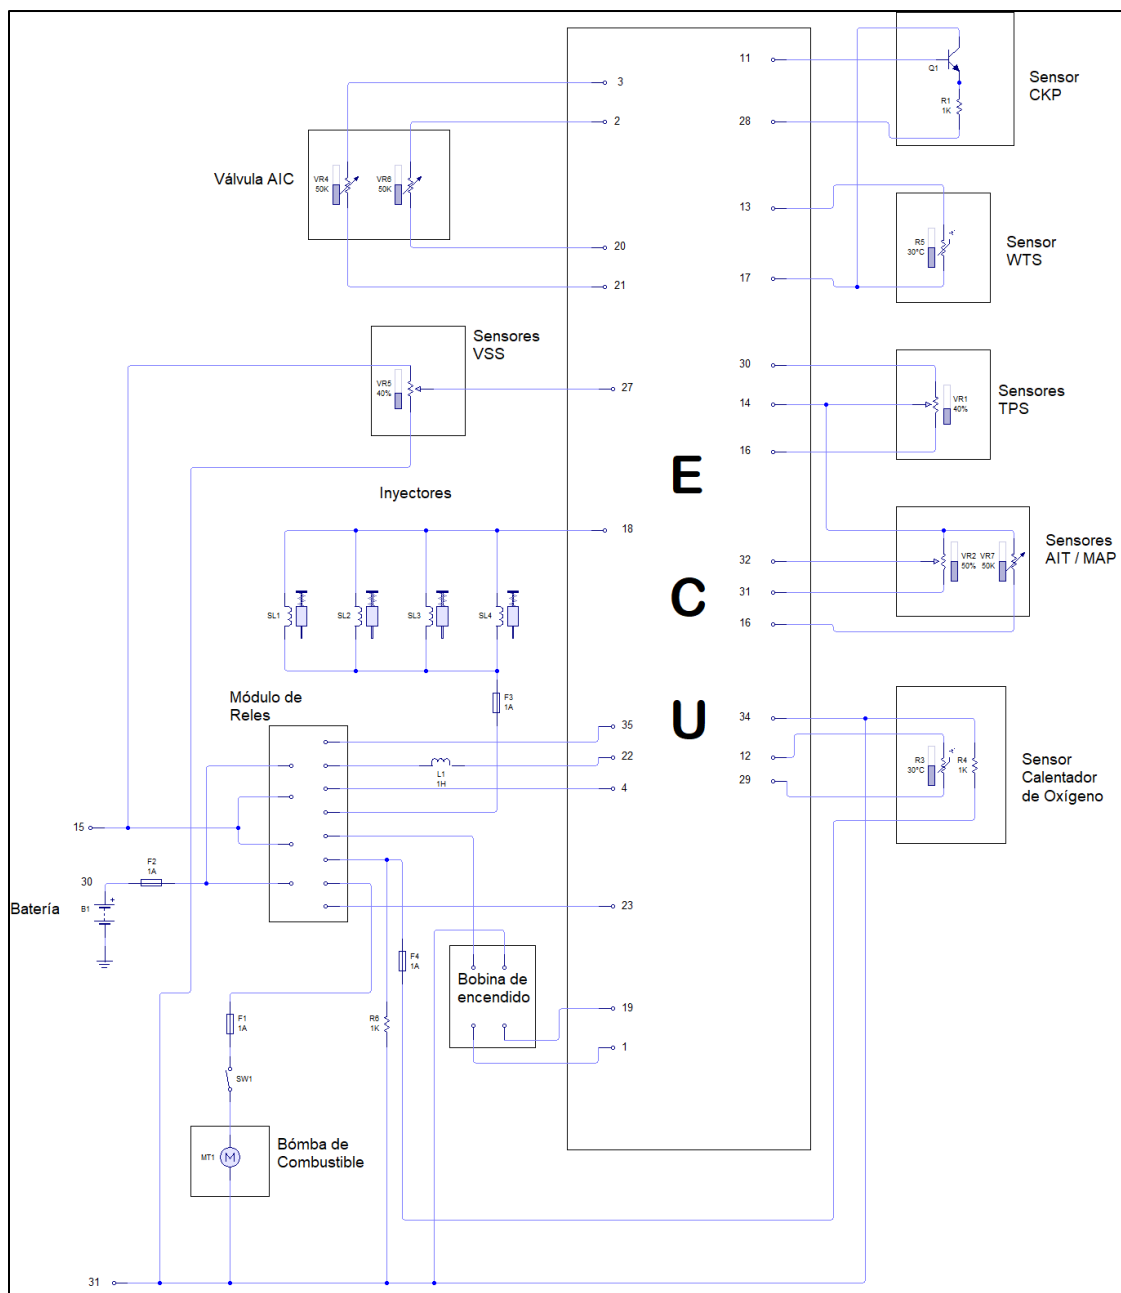 3
2
Válvula AIC
VR4
50K
VR6
50K
20
21
11
Q1
R1
1K
28
Sensor
CKP
13
R5
30°C
17
Sensor
WTS
Sensores
VSS
VR5
40%
27
30
14
16
VR1
40%
Sensores
TPS
Inyectores
18
SL1
SL2
SL3
SL4
F3
1A
E
C
U
32
31
16
VR2
50%
VR7
50K
Sensores
AIT / MAP
Módulo de
Reles
35
22
L1
1H
4
34
12
29
R3
30°C
R4
1K
Sensor
Calentador
de Oxígeno
15
30
F2
1A
Batería
B1
+
23
F4
1A
Bobina de
encendido
19
1
F1
1A
R6
1K
SW1
MT1
M
Bómba de
Combustible
31